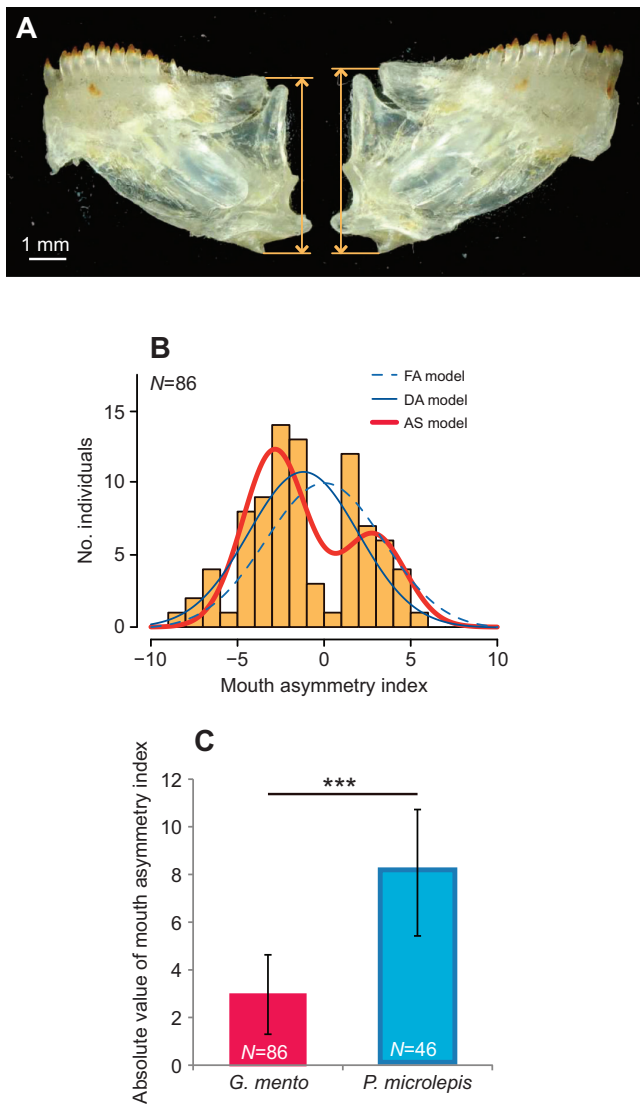 A
1 mm
B
N=86
FA model
DA model
AS model
No. individuals
15
10
5
0
−10
−5
0
5
10
Mouth asymmetry index
C
Absolute value of mouth asymmetry index
12
10
8
6
4
2
0
***
N=86
N=46
G. mento
P. microlepis